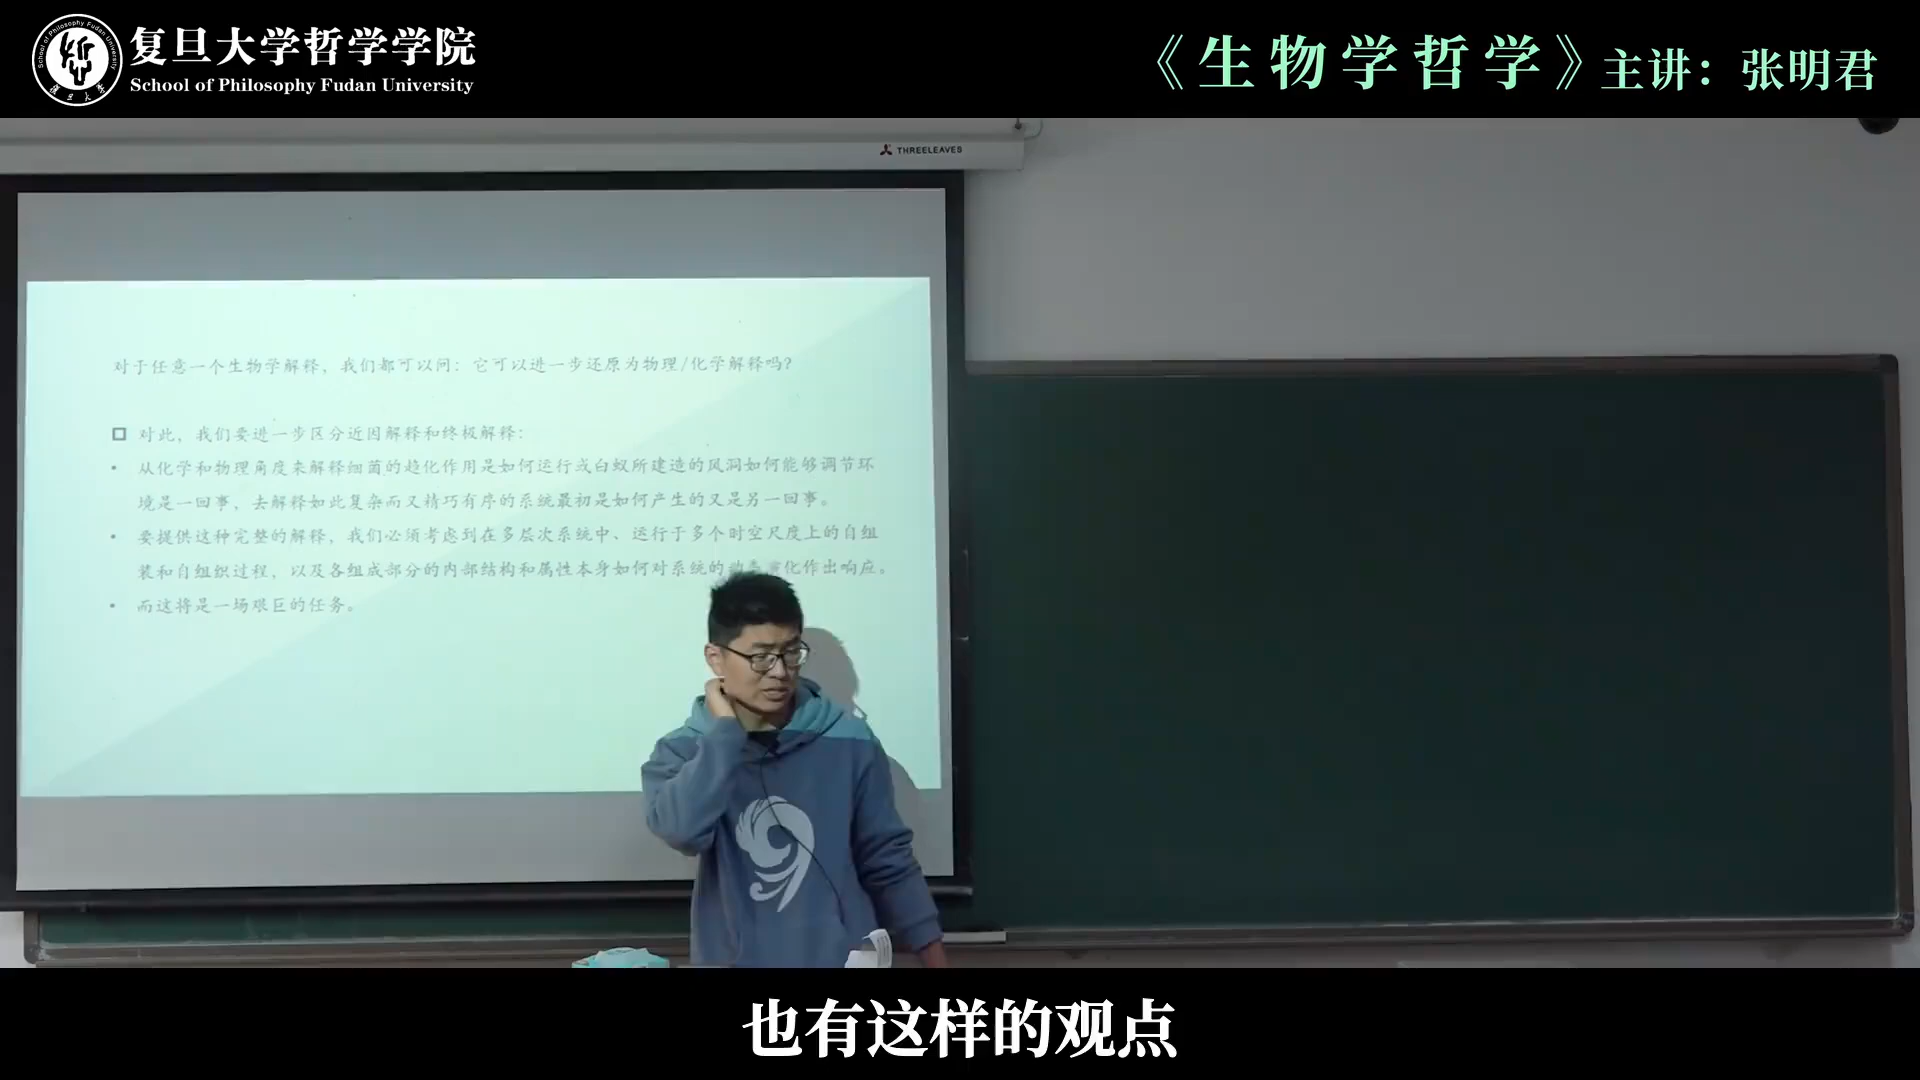 复旦大学哲学学院
School of Philosophy Fudan University
《生物学哲学》主讲：张明君
THREELEAVES
对于任意一个生物学解释，我们都可以问：它可以进一步还原为物理/化学解释吗？
对此，我们要进一步区分近因解释和终极解释：
• 从化学和物理角度来解释细菌的趋化作用是如何运行或白蚁所建造的风洞如何能够调节环
境是一回事，去解释如此复杂而又精巧有序的系统最初是如何产生的又是另一回事。
• 要提供这种完整的解释，我们必须考虑到在多层次系统中、运行于多个时空尺度上的自组
装和自组织过程，以及各组成部分的内部结构和属性本身如何对系统的动态演化作出响应。
• 而这将是一场艰巨的任务。
也有这样的观点